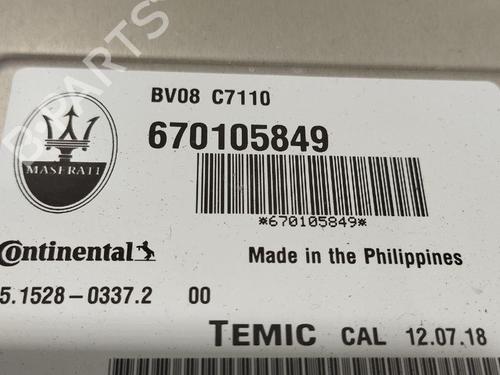 BV08 C7110
670105849
MASERATI
*670105849*
Continental
Made in the Philippines
5.1528-0337.2 00
TEMIC CAL 12.07.18
B-PARTS